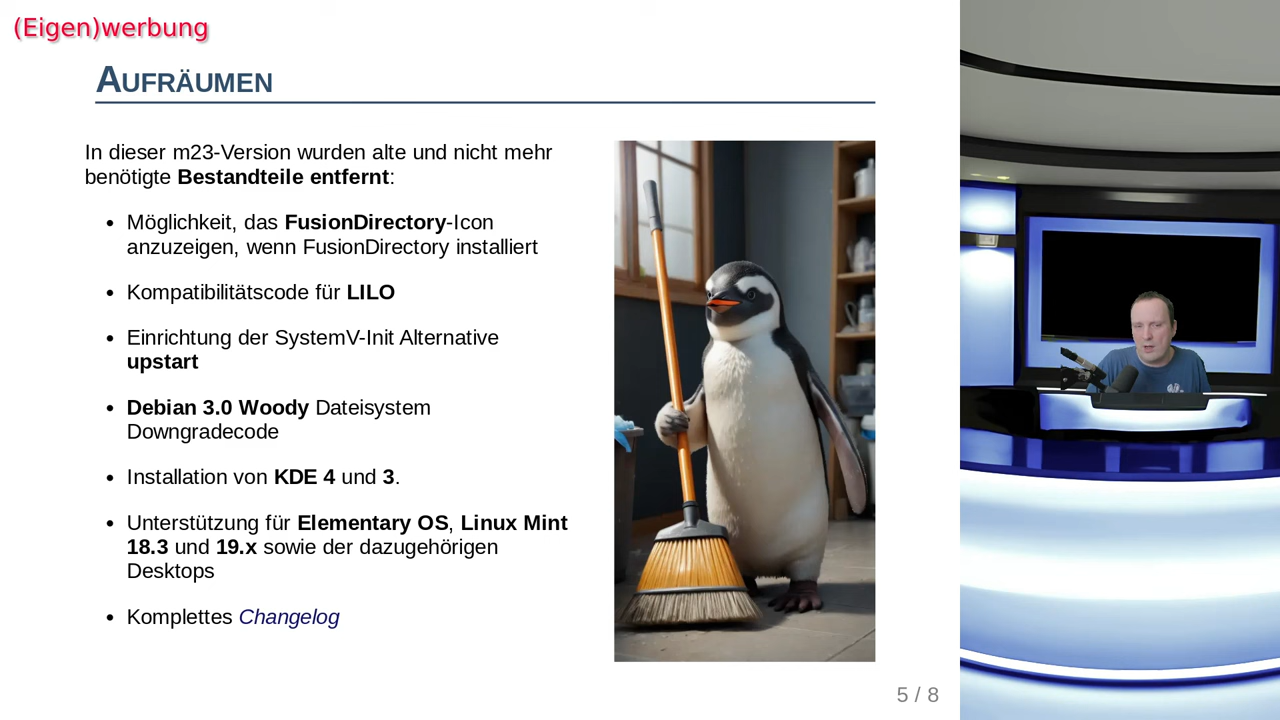 (Eigen)werbung
Aufräumen
In dieser m23-Version wurden alte und nicht mehr
benötigte Bestandteile entfernt:
• Möglichkeit, das FusionDirectory-Icon
anzuzeigen, wenn FusionDirectory installiert
• Kompatibilitätscode für LILO
• Einrichtung der SystemV-Init Alternative
upstart
• Debian 3.0 Woody Dateisystem
Downgradecode
• Installation von KDE 4 und 3.
• Unterstützung für Elementary OS, Linux Mint
18.3 und 19.x sowie der dazugehörigen
Desktops
• Komplettes Changelog
5 / 8